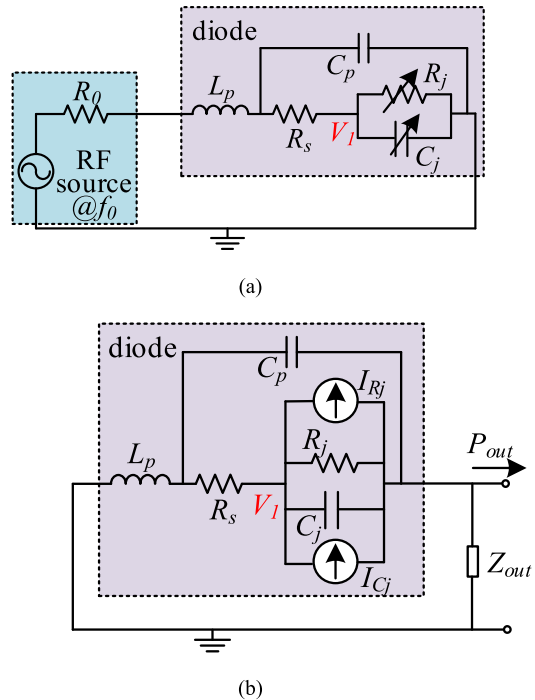 diode
C_p
R_0
L_p
R_j
R_s
V_1
C_j
RF
source
@f_0
(a)
diode
C_p
I_Rj
L_p
R_j
P_out
R_s
V_1
C_j
Z_out
I_Cj
(b)